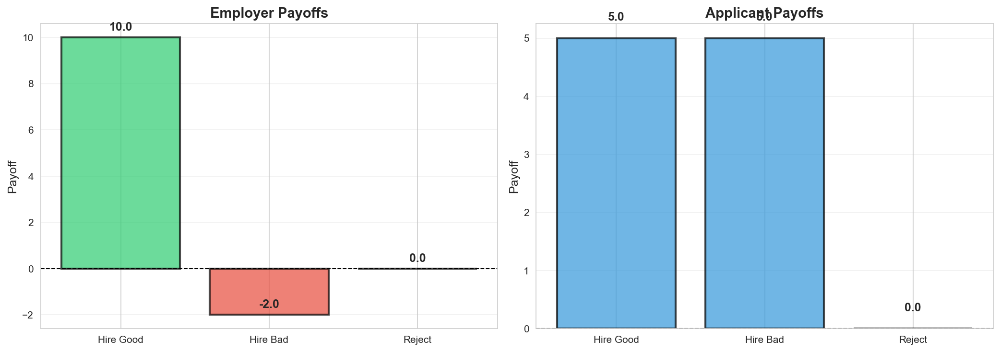 Employer Payoffs
10.0
10
8
6
4
2
0
−2
Payoff
-2.0
0.0
Hire Good
Hire Bad
Reject
Applicant Payoffs
5.0
5.0
5
4
3
2
1
0
Payoff
0.0
Hire Good
Hire Bad
Reject